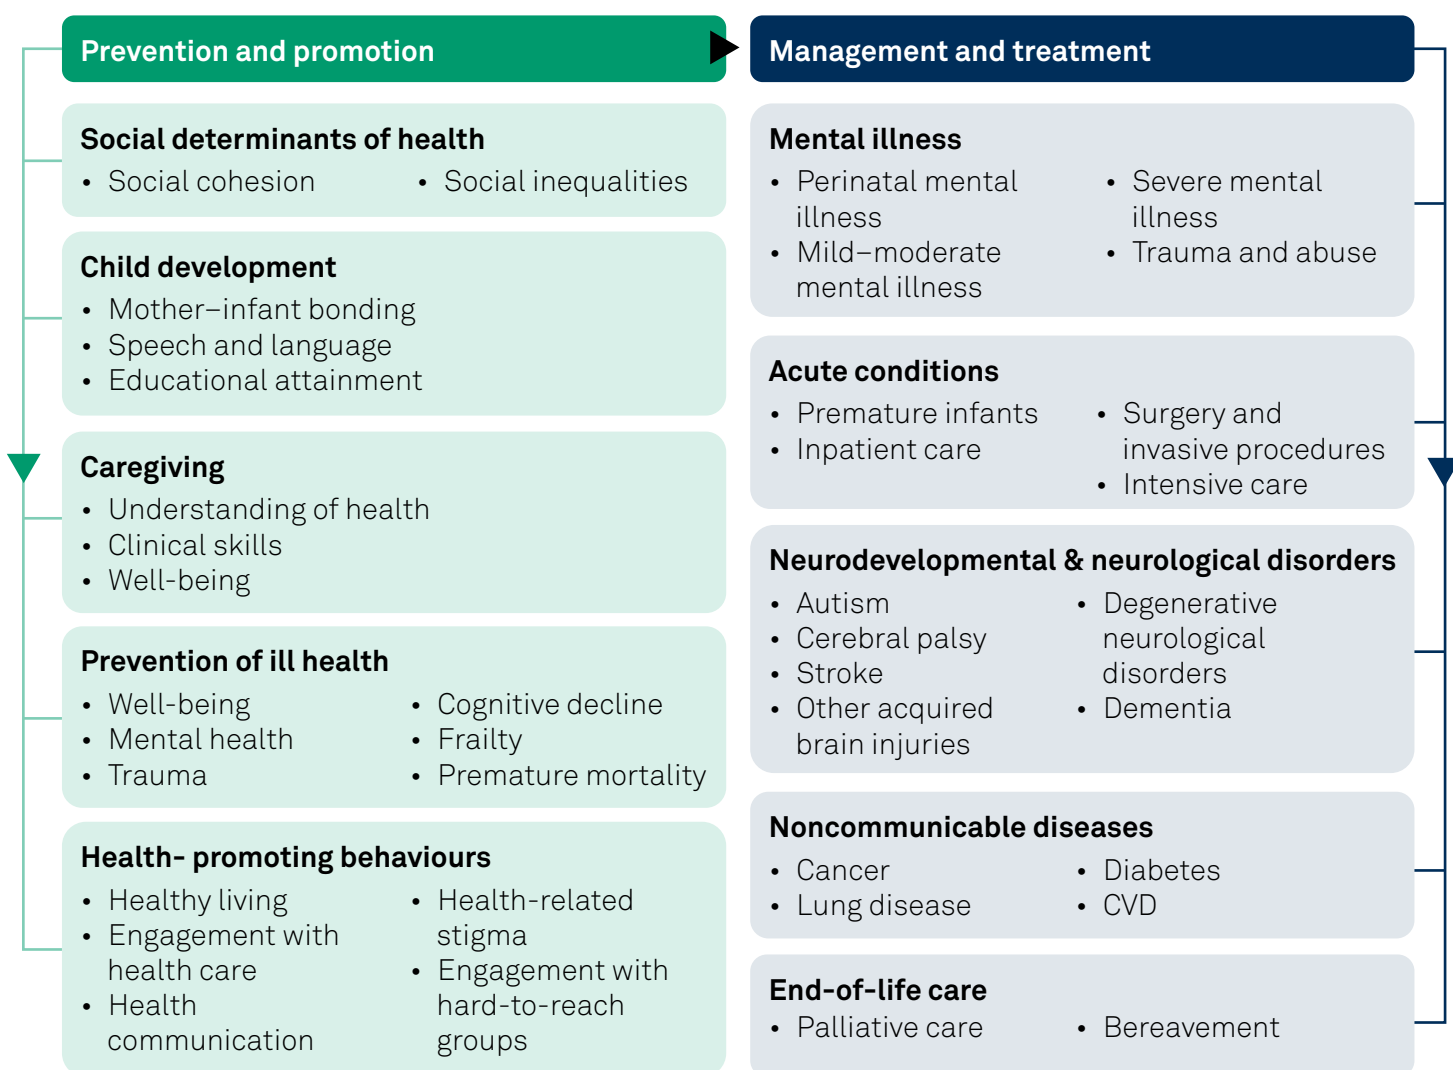 Prevention and promotion
Social determinants of health
• Social cohesion
• Social inequalities
Child development
• Mother–infant bonding
• Speech and language
• Educational attainment
Caregiving
• Understanding of health
• Clinical skills
• Well-being
Prevention of ill health
• Well-being
• Mental health
• Trauma
• Cognitive decline
• Frailty
• Premature mortality
Health- promoting behaviours
• Healthy living
• Engagement with
health care
• Health
communication
• Health-related
stigma
• Engagement with
hard-to-reach
groups
Management and treatment
Mental illness
• Perinatal mental
illness
• Mild–moderate
mental illness
• Severe mental
illness
• Trauma and abuse
Acute conditions
• Premature infants
• Inpatient care
• Surgery and
invasive procedures
• Intensive care
Neurodevelopmental & neurological disorders
• Autism
• Cerebral palsy
• Stroke
• Other acquired
brain injuries
• Degenerative
neurological
disorders
• Dementia
Noncommunicable diseases
• Cancer
• Lung disease
• Diabetes
• CVD
End-of-life care
• Palliative care
• Bereavement